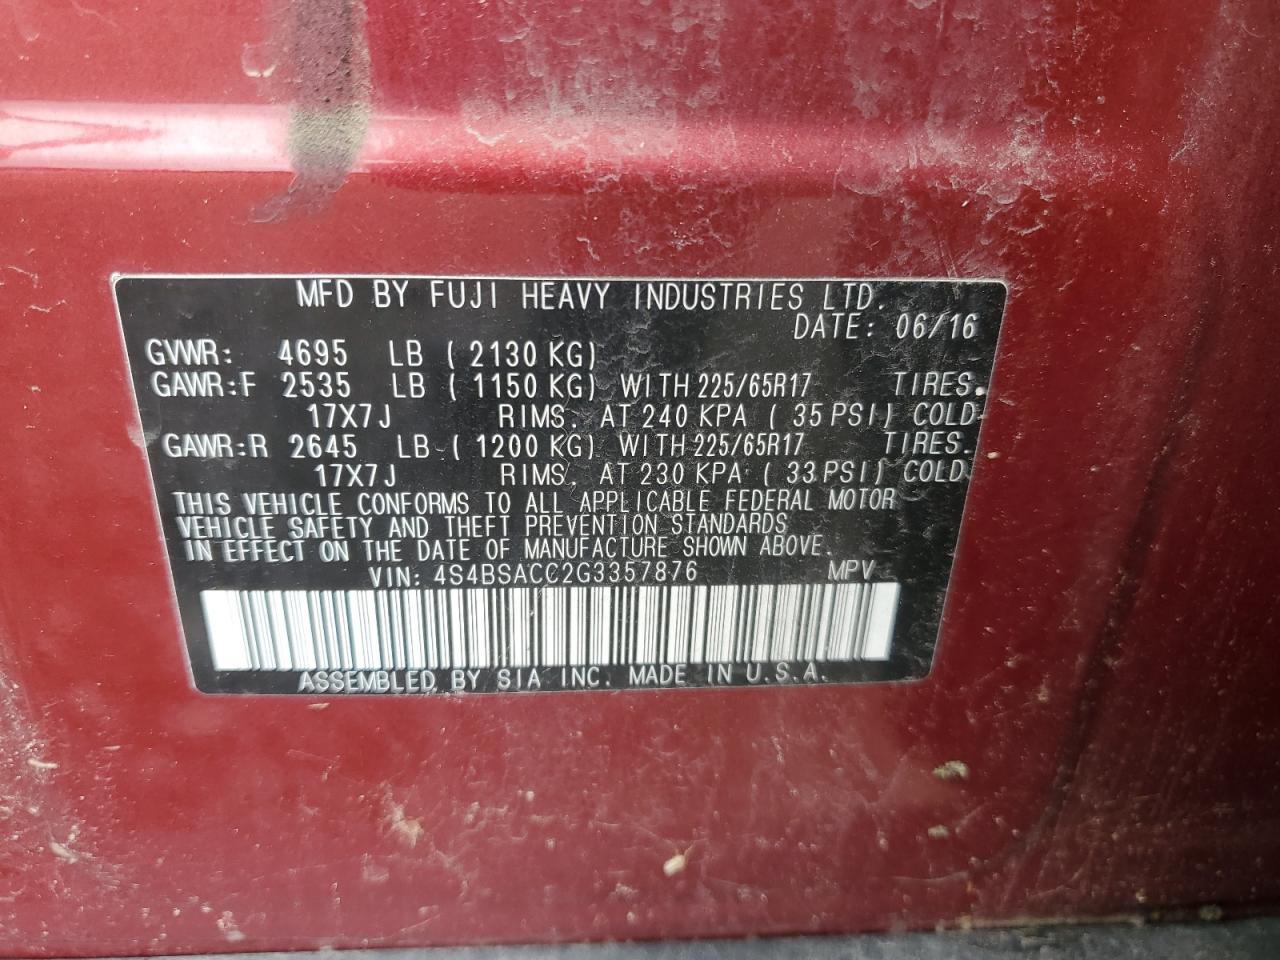 MFD BY FUJI HEAVY INDUSTRIES LTD.
DATE: 06/16
GVWR: 4695 LB ( 2130 KG)
GAWR:F 2535 LB ( 1150 KG) WITH 225/65R17 TIRES.
17X7J RIMS. AT 240 KPA ( 35 PSI) COLD
GAWR:R 2645 LB ( 1200 KG) WITH 225/65R17 TIRES.
17X7J RIMS. AT 230 KPA ( 33 PSI) COLD
THIS VEHICLE CONFORMS TO ALL APPLICABLE FEDERAL MOTOR
VEHICLE SAFETY AND THEFT PREVENTION STANDARDS
IN EFFECT ON THE DATE OF MANUFACTURE SHOWN ABOVE.
VIN: 4S4BSACC2G3357876 MPV
ASSEMBLED BY SIA INC. MADE IN U.S.A.